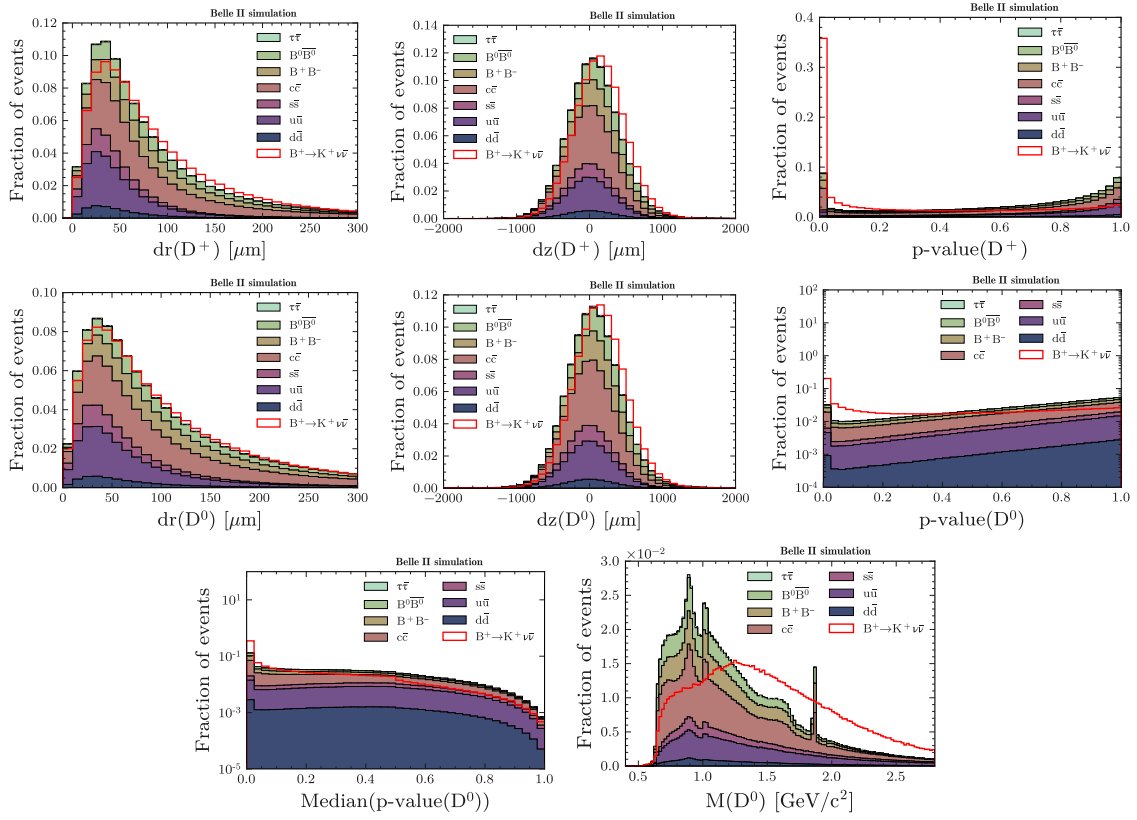 Belle II simulation
Fraction of events
0.12
0.10
0.08
0.06
0.04
0.02
0.00
ττ̄
B⁰B̄⁰
B⁺B⁻
cc̄
ss̄
uū
dd̄
B⁺→K⁺νν̄
0 50 100 150 200 250 300
dr(D⁺) [μm]
Belle II simulation
Fraction of events
0.14
0.12
0.10
0.08
0.06
0.04
0.02
0.00
ττ̄
B⁰B̄⁰
B⁺B⁻
cc̄
ss̄
uū
dd̄
B⁺→K⁺νν̄
−2000 −1000 0 1000 2000
dz(D⁺) [μm]
Belle II simulation
Fraction of events
0.4
0.3
0.2
0.1
0.0
ττ̄
B⁰B̄⁰
B⁺B⁻
cc̄
ss̄
uū
dd̄
B⁺→K⁺νν̄
0.0 0.2 0.4 0.6 0.8 1.0
p-value(D⁺)
Belle II simulation
Fraction of events
0.10
0.08
0.06
0.04
0.02
0.00
ττ̄
B⁰B̄⁰
B⁺B⁻
cc̄
ss̄
uū
dd̄
B⁺→K⁺νν̄
0 50 100 150 200 250 300
dr(D⁰) [μm]
Belle II simulation
Fraction of events
0.12
0.10
0.08
0.06
0.04
0.02
0.00
ττ̄
B⁰B̄⁰
B⁺B⁻
cc̄
ss̄
uū
dd̄
B⁺→K⁺νν̄
−2000 −1000 0 1000 2000
dz(D⁰) [μm]
Belle II simulation
Fraction of events
10²
10¹
10⁰
10⁻¹
10⁻²
10⁻³
10⁻⁴
ττ̄ ss̄
B⁰B̄⁰ uū
B⁺B⁻ dd̄
cc̄ B⁺→K⁺νν̄
0.0 0.2 0.4 0.6 0.8 1.0
p-value(D⁰)
Belle II simulation
Fraction of events
10¹
10⁻¹
10⁻³
10⁻⁵
ττ̄ ss̄
B⁰B̄⁰ uū
B⁺B⁻ dd̄
cc̄ B⁺→K⁺νν̄
0.0 0.2 0.4 0.6 0.8 1.0
Median(p-value(D⁰))
×10⁻² Belle II simulation
Fraction of events
3.0
2.5
2.0
1.5
1.0
0.5
0.0
ττ̄ ss̄
B⁰B̄⁰ uū
B⁺B⁻ dd̄
cc̄ B⁺→K⁺νν̄
0.5 1.0 1.5 2.0 2.5
M(D⁰) [GeV/c²]